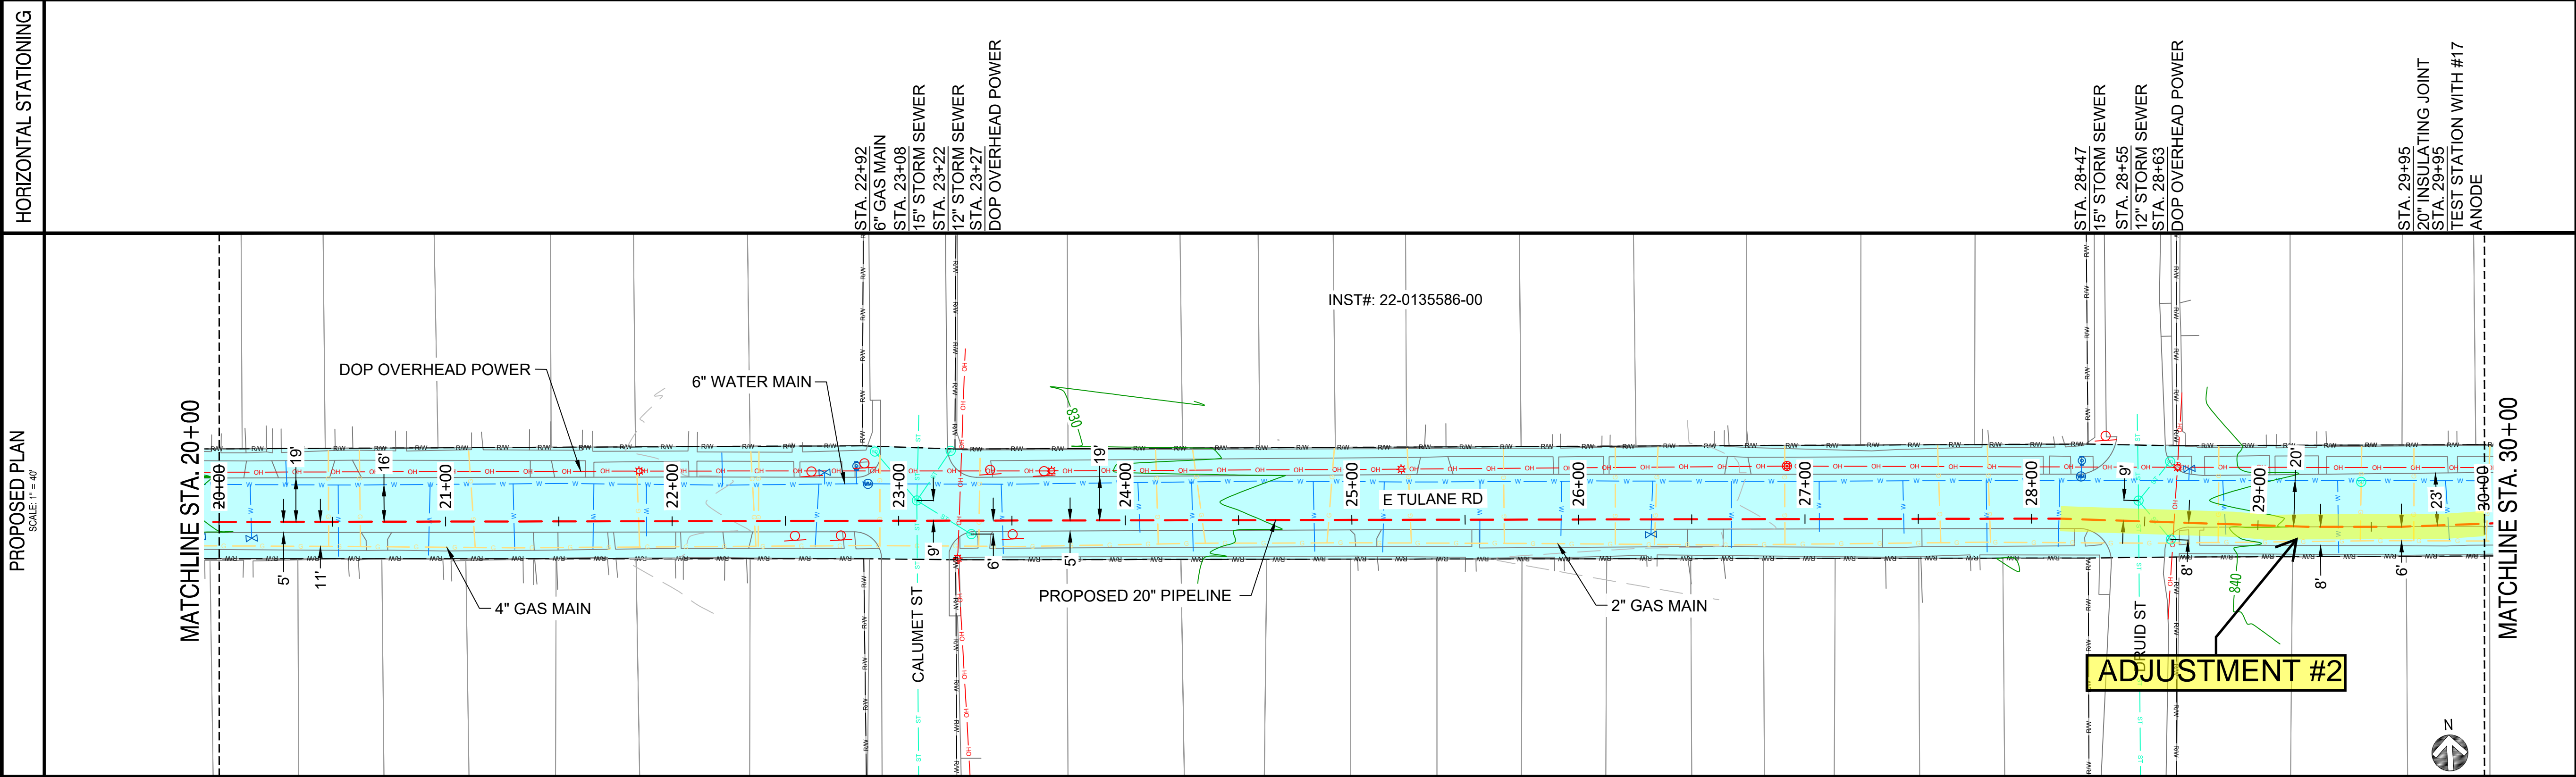 HORIZONTAL STATIONING
STA. 22+92
6" GAS MAIN
STA. 23+08
15" STORM SEWER
STA. 23+22
12" STORM SEWER
STA. 23+27
DOP OVERHEAD POWER
STA. 28+47
15" STORM SEWER
STA. 28+55
12" STORM SEWER
STA. 28+63
DOP OVERHEAD POWER
STA. 29+95
20" INSULATING JOINT
STA. 29+95
TEST STATION WITH #17
ANODE
PROPOSED PLAN
SCALE: 1" = 40'
MATCHLINE STA. 20+00
INST#: 22-0135586-00
DOP OVERHEAD POWER
6" WATER MAIN
830
20+00
19'
16'
21+00
22+00
23+00
19'
24+00
25+00
E TULANE RD
26+00
27+00
28+00
9'
29+00
20'
23'
30+00
5'
11'
9'
6'
5'
8'
840
8'
6'
4" GAS MAIN
CALUMET ST
PROPOSED 20" PIPELINE
2" GAS MAIN
DRUID ST
ADJUSTMENT #2
MATCHLINE STA. 30+00
N